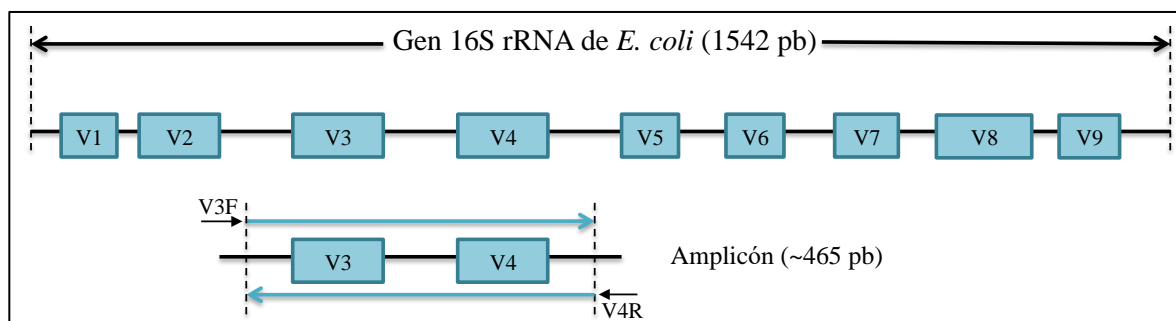 Gen 16S rRNA de E. coli (1542 pb)
V1 V2 V3 V4 V5 V6 V7 V8 V9
V3F
V3 V4 Amplicón (~465 pb)
V4R